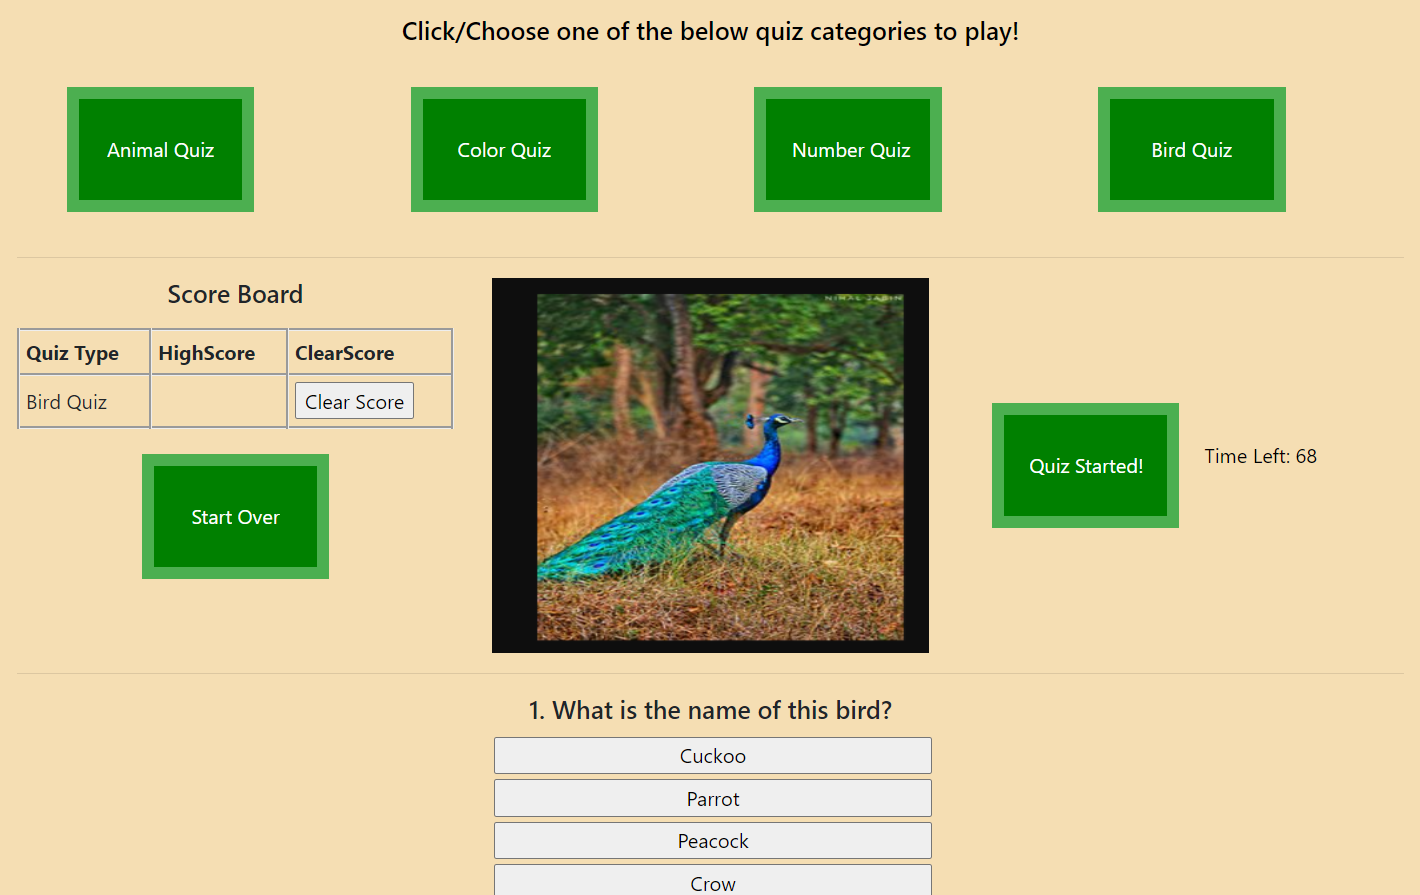 Click/Choose one of the below quiz categories to play!
Animal Quiz
Color Quiz
Number Quiz
Bird Quiz
Score Board
Quiz Type
HighScore
ClearScore
Bird Quiz
Clear Score
Start Over
Quiz Started!
Time Left: 68
1. What is the name of this bird?
Cuckoo
Parrot
Peacock
Crow